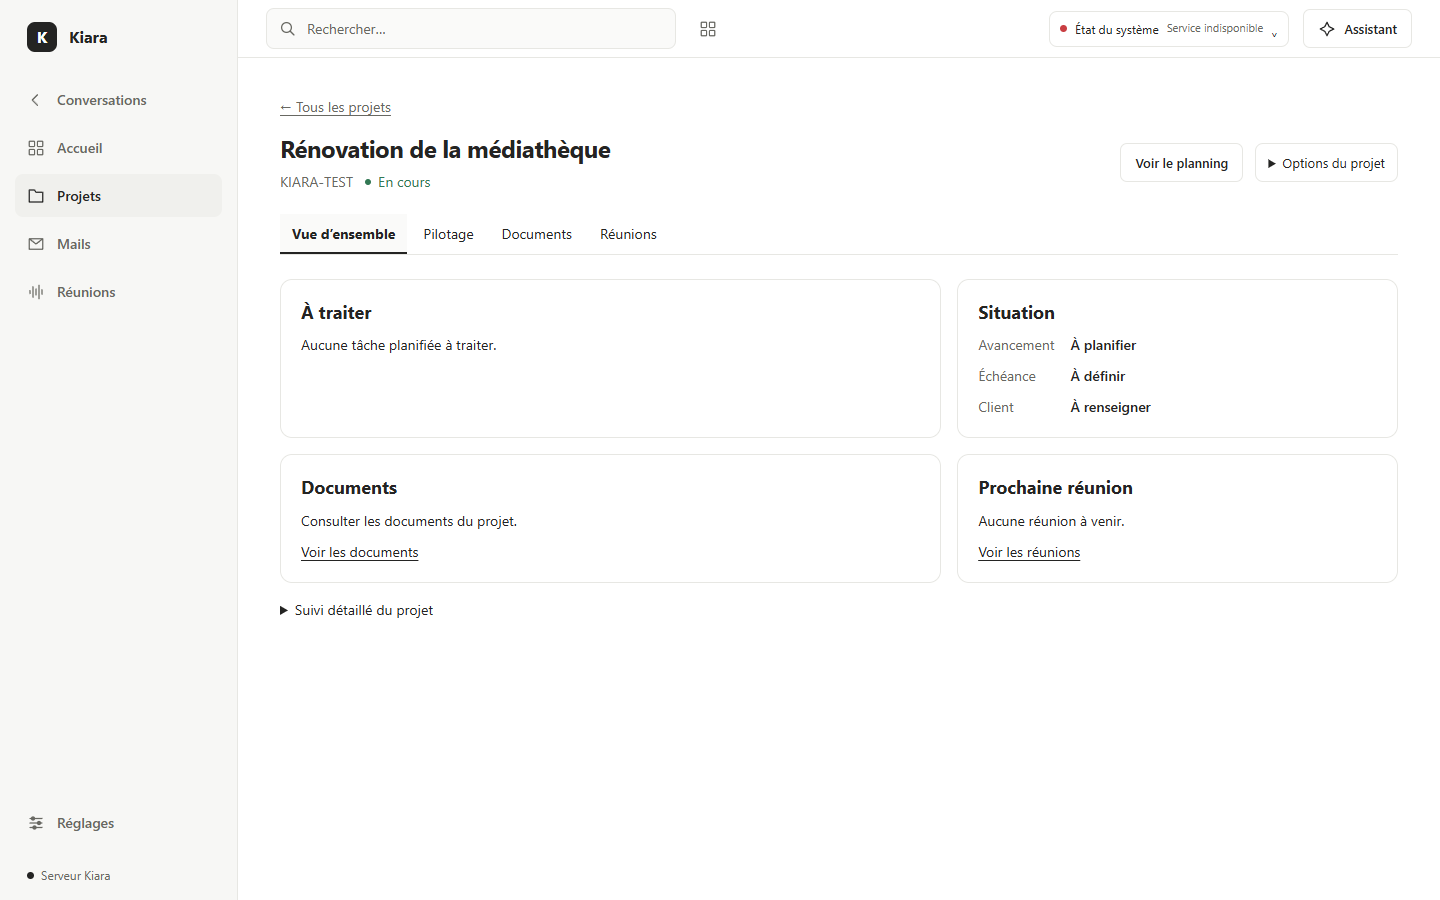 K Kiara
Rechercher...
État du système Service indisponible
Assistant
Conversations
Accueil
Projets
Mails
Réunions
Réglages
Serveur Kiara
← Tous les projets
Rénovation de la médiathèque
KIARA-TEST • En cours
Voir le planning
▶ Options du projet
Vue d’ensemble Pilotage Documents Réunions
À traiter
Aucune tâche planifiée à traiter.
Situation
Avancement À planifier
Échéance À définir
Client À renseigner
Documents
Consulter les documents du projet.
Voir les documents
Prochaine réunion
Aucune réunion à venir.
Voir les réunions
▶ Suivi détaillé du projet